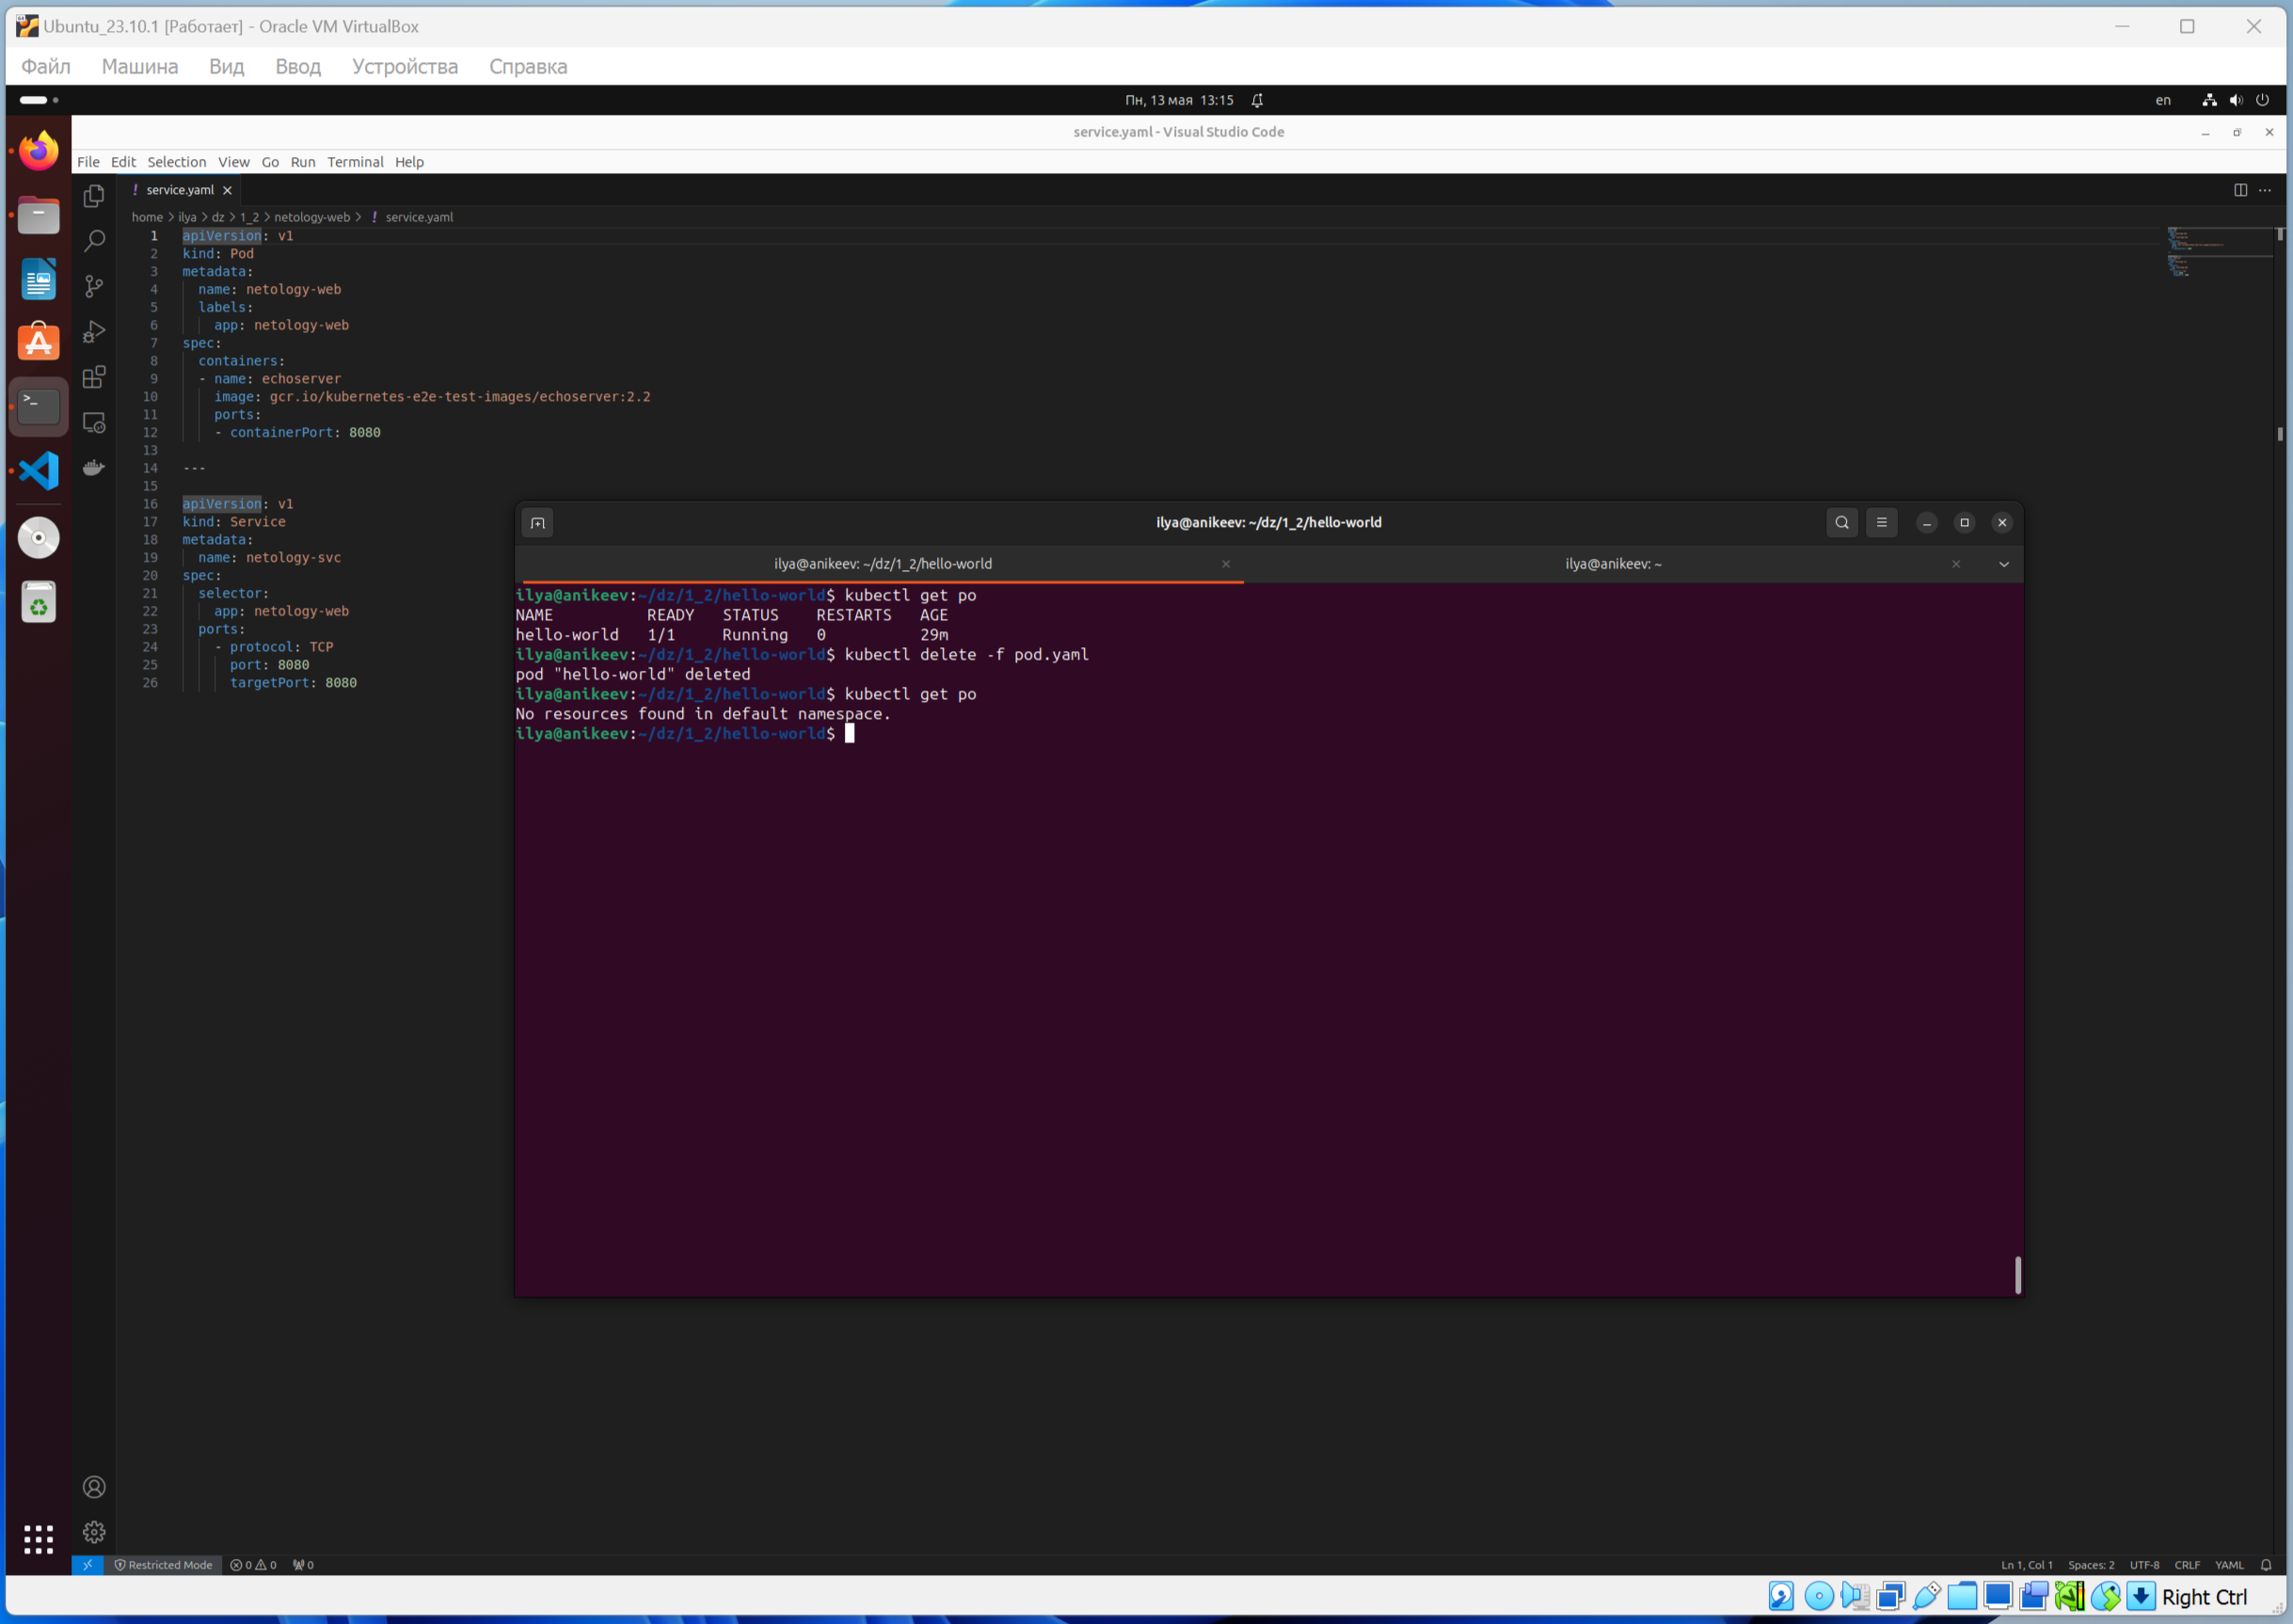 Ubuntu_23.10.1 [Работает] - Oracle VM VirtualBox
Файл Машина Вид Ввод Устройства Справка
Пн, 13 мая 13:15
en
service.yaml - Visual Studio Code
File Edit Selection View Go Run Terminal Help
! service.yaml
home > ilya > dz > 1_2 > netology-web > ! service.yaml
1 apiVersion: v1
2 kind: Pod
3 metadata:
4 name: netology-web
5 labels:
6 app: netology-web
7 spec:
8 containers:
9 - name: echoserver
10 image: gcr.io/kubernetes-e2e-test-images/echoserver:2.2
11 ports:
12 - containerPort: 8080
13
14 ---
15
16 apiVersion: v1
17 kind: Service
18 metadata:
19 name: netology-svc
20 spec:
21 selector:
22 app: netology-web
23 ports:
24 - protocol: TCP
25 port: 8080
26 targetPort: 8080
ilya@anikeev: ~/dz/1_2/hello-world
ilya@anikeev: ~/dz/1_2/hello-world
ilya@anikeev: ~
ilya@anikeev:~/dz/1_2/hello-world$ kubectl get po
NAME READY STATUS RESTARTS AGE
hello-world 1/1 Running 0 29m
ilya@anikeev:~/dz/1_2/hello-world$ kubectl delete -f pod.yaml
pod "hello-world" deleted
ilya@anikeev:~/dz/1_2/hello-world$ kubectl get po
No resources found in default namespace.
ilya@anikeev:~/dz/1_2/hello-world$
Restricted Mode 0 0 0
Ln 1, Col 1 Spaces: 2 UTF-8 CRLF YAML
Right Ctrl